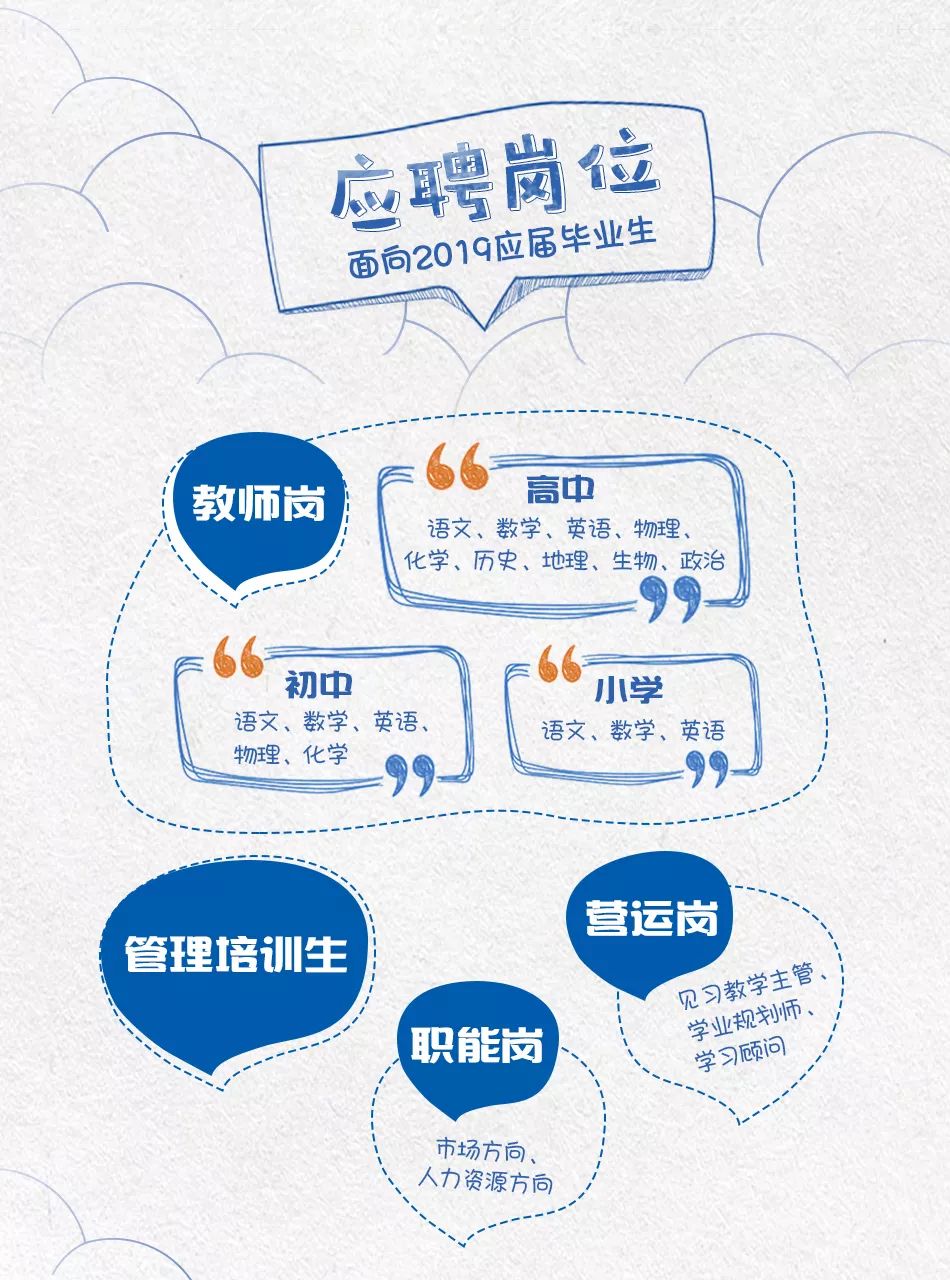 应聘岗位
面向2019应届毕业生
教师岗
高中
语文、数学、英语、物理、
化学、历史、地理、生物、政治
初中
语文、数学、英语、
物理、化学
小学
语文、数学、英语
管理培训生
营运岗
见习教学主管、
学业规划师、
学习顾问
职能岗
市场方向、
人力资源方向